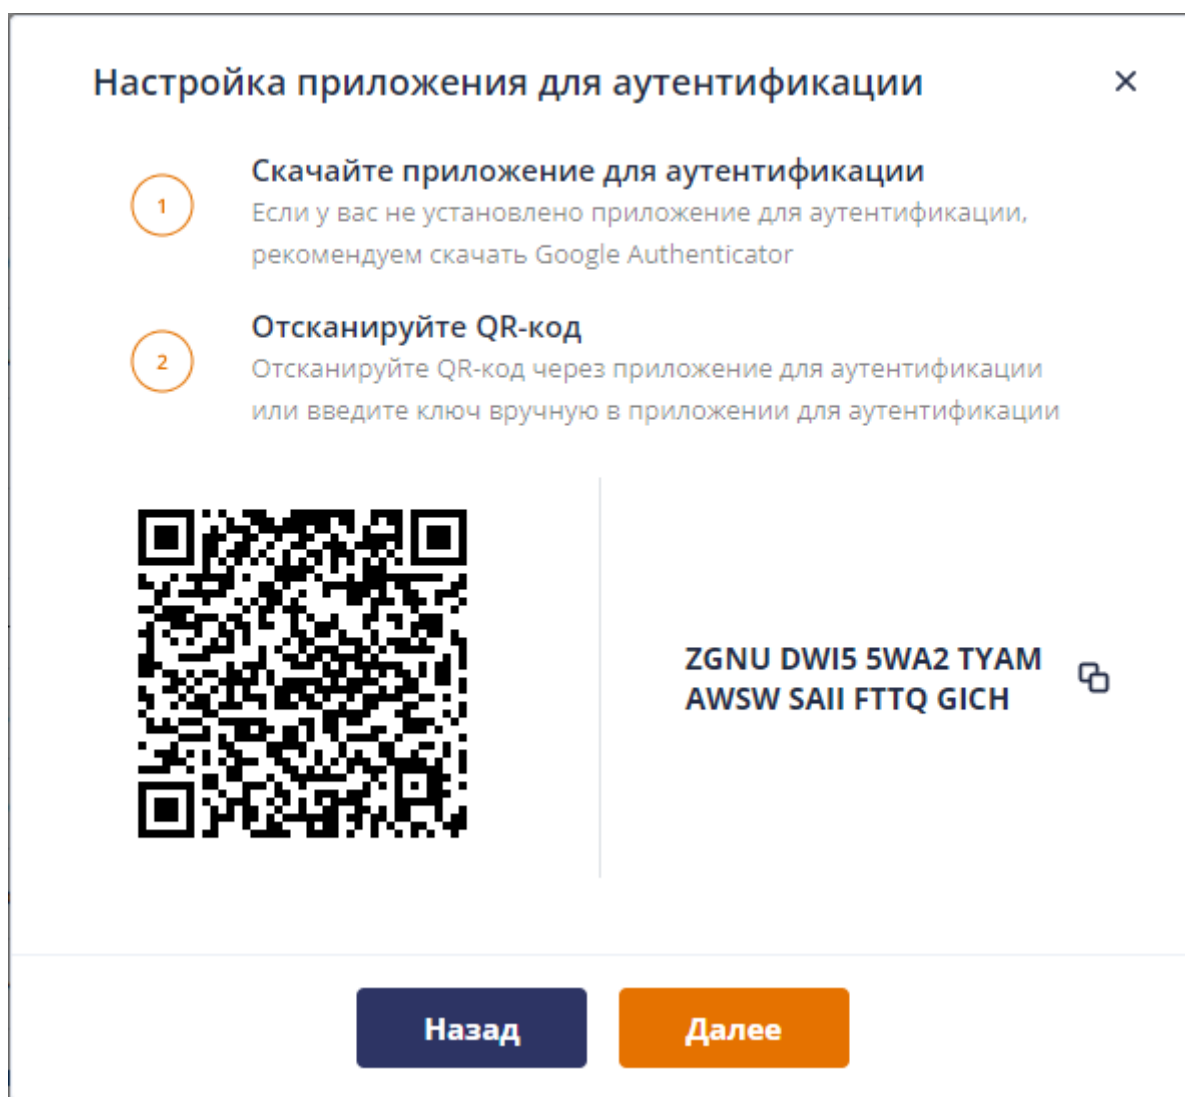 Настройка приложения для аутентификации
1
Скачайте приложение для аутентификации
Если у вас не установлено приложение для аутентификации,
рекомендуем скачать Google Authenticator
2
Отсканируйте QR-код
Отсканируйте QR-код через приложение для аутентификации
или введите ключ вручную в приложении для аутентификации
ZGNU DWI5 5WA2 TYAM
AWSW SAII FTTQ GICH
Назад
Далее